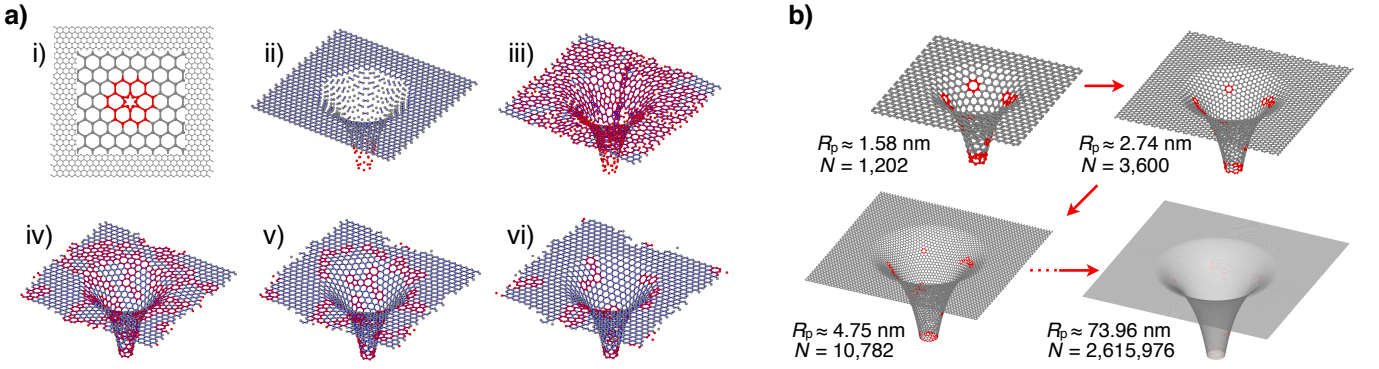 a)
i)
ii)
iii)
iv)
v)
vi)
b)
Rp ≈ 1.58 nm
N = 1,202
Rp ≈ 2.74 nm
N = 3,600
Rp ≈ 4.75 nm
N = 10,782
Rp ≈ 73.96 nm
N = 2,615,976